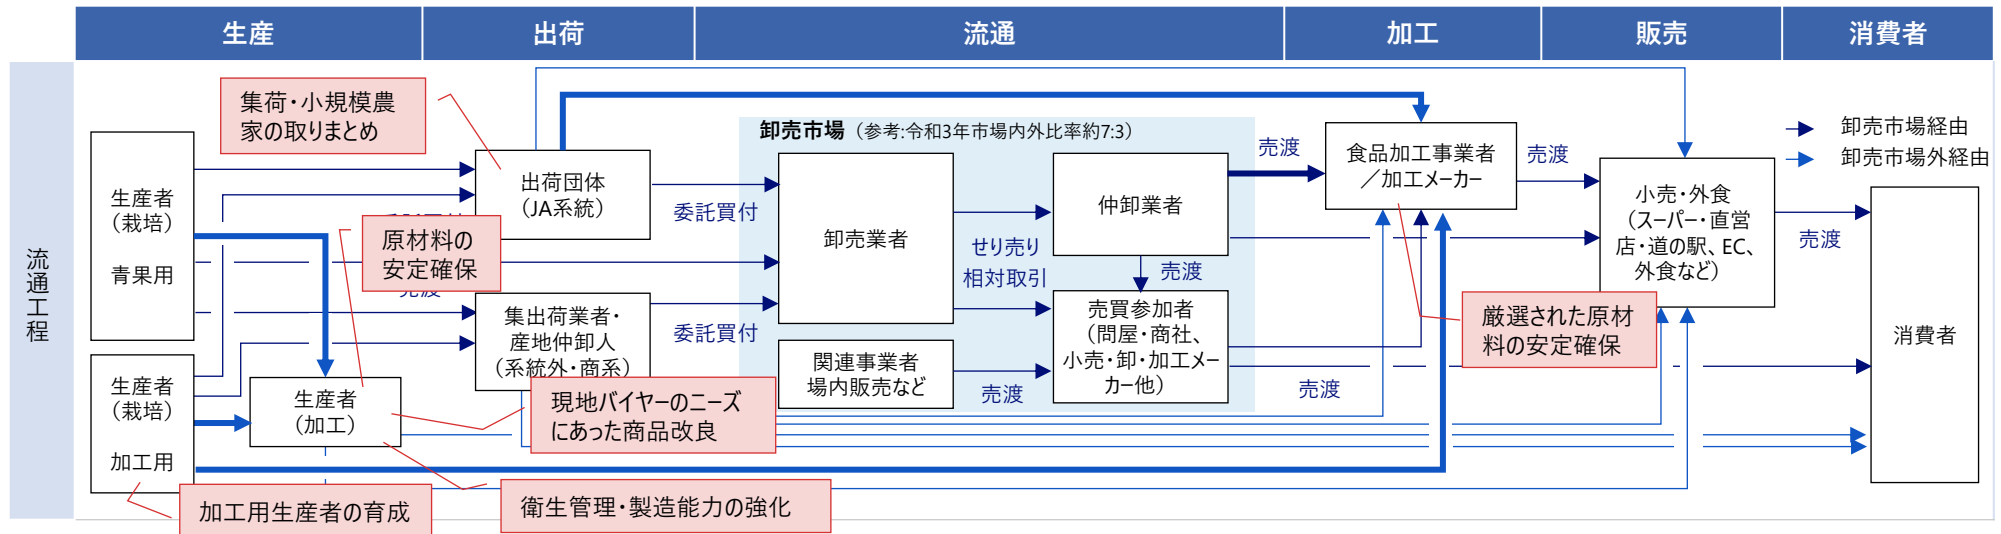 生産
出荷
流通
加工
販売
消費者
流通工程
集荷・小規模農
家の取りまとめ
生産者
（栽培）
青果用
生産者
（栽培）
加工用
生産者
（加工）
出荷団体
（JA系統）
原材料の
安定確保
売渡
集出荷業者・
産地仲卸人
（系統外・商系）
委託買付
委託買付
卸売市場（参考:令和3年市場内外比率約7:3）
卸売業者
関連事業者
場内販売など
せり売り
相対取引
売渡
仲卸業者
売渡
売買参加者
（問屋・商社、
小売・卸・加工メー
カー他）
売渡
売渡
食品加工事業者
／加工メーカー
売渡
小売・外食
（スーパー・直営
店・道の駅、EC、
外食など）
厳選された原材
料の安定確保
売渡
卸売市場経由
卸売市場外経由
消費者
現地バイヤーのニーズ
にあった商品改良
加工用生産者の育成
衛生管理・製造能力の強化